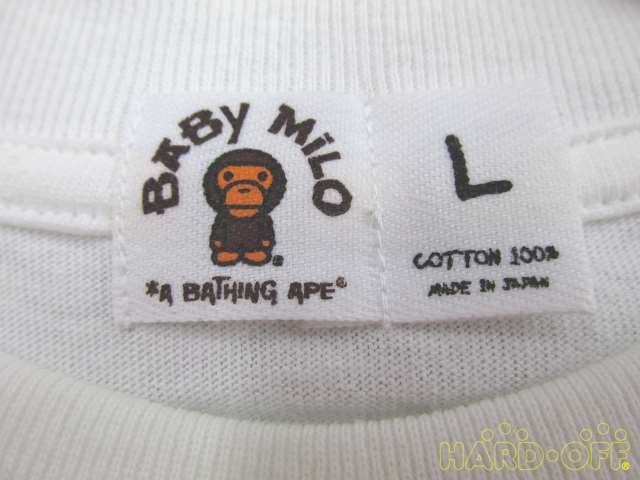 BABY MiLO
®
*A BATHING APE®
L
COTTON 100%
MADE IN JAPAN
HARD・OFF®